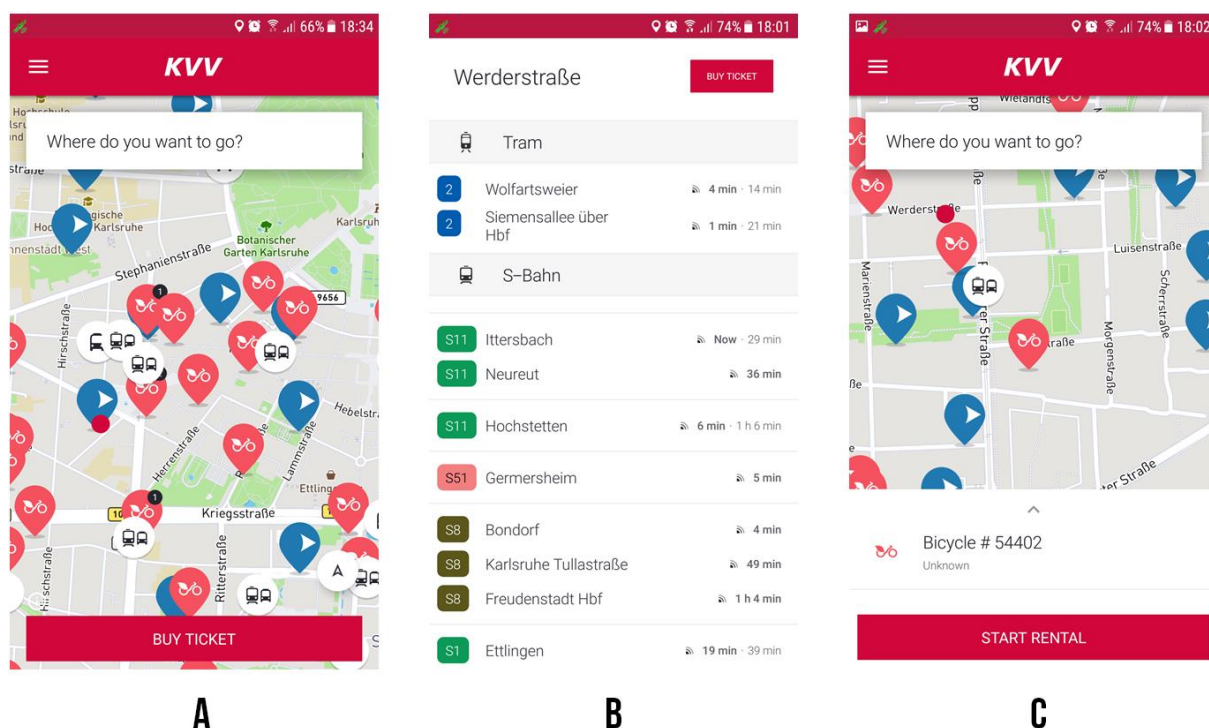 66% 18:34
KVV
Where do you want to go?
Karlsruhe
Botanischer
Garten Karlsruhe
Stephanienstraße
9656
Hirschstraße
Herrenstraße
Lammstraße
Kriegsstraße
Ritterstraße
1
1
BUY TICKET
A
74% 18:01
Werderstraße
BUY TICKET
Tram
2 Wolfartsweier 4 min · 14 min
2 Siemensallee über
Hbf 1 min · 21 min
S-Bahn
S11 Ittersbach Now · 29 min
S11 Neureut 36 min
S11 Hochstetten 6 min · 1 h 6 min
S51 Germersheim 5 min
S8 Bondorf 4 min
S8 Karlsruhe Tullastraße 49 min
S8 Freudenstadt Hbf 1 h 4 min
S1 Ettlingen 19 min · 39 min
B
74% 18:02
KVV
Where do you want to go?
Luisenstraße
Marienstraße
Morgenstraße
Scherrstraße
Bicycle # 54402
Unknown
START RENTAL
C